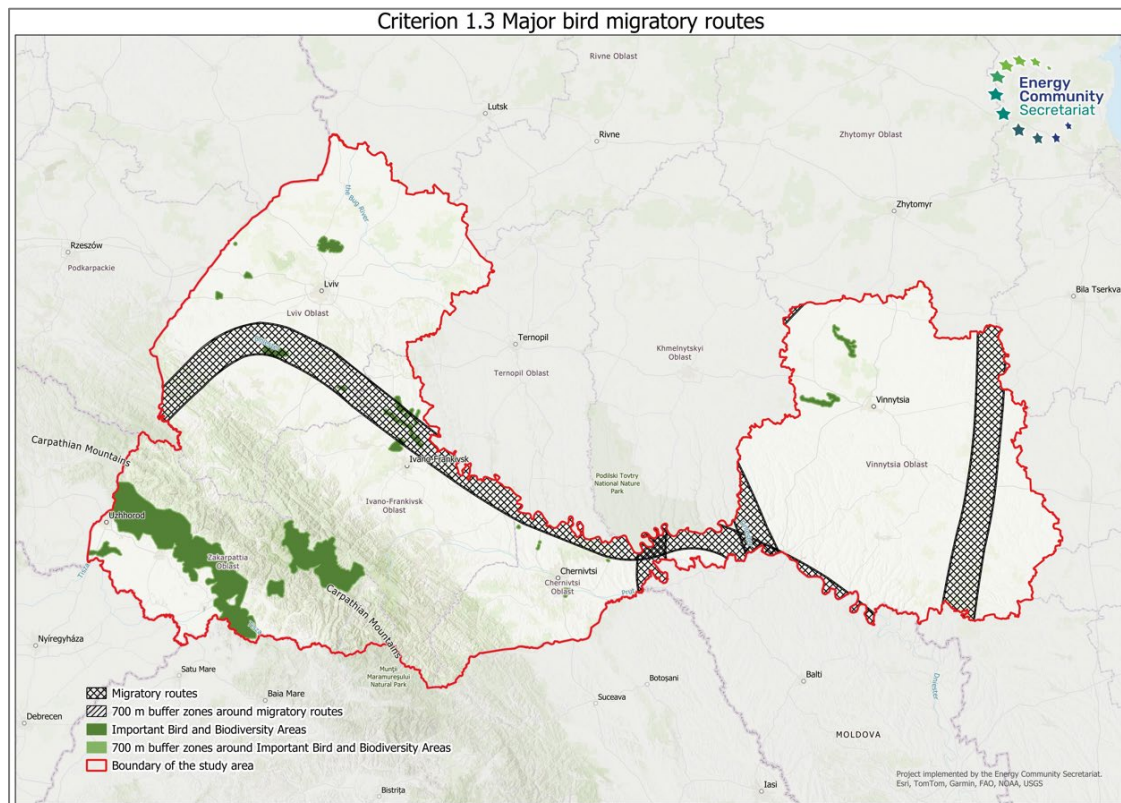 Criterion 1.3 Major bird migratory routes
Energy
Community
Secretariat
Rivne Oblast
Lutsk
Rivne
Zhytomyr Oblast
Zhytomyr
the Bug River
Rzeszów
Podkarpackie
Lviv
Lviv Oblast
Bila Tserkva
Ternopil
Ternopil Oblast
Khmelnytskyi
Oblast
Vinnytsia
Vinnytsia Oblast
Carpathian Mountains
Ivano-Frankivsk
Ivano-Frankivsk
Oblast
Podilski Tovtry
National Nature
Park
Uzhhorod
Zakarpattia
Oblast
Chernivtsi
Chernivtsi
Oblast
Carpathian Mountains
Nyíregyháza
Satu Mare
Munții
Maramureșului
Natural Park
Baia Mare
Suceava
Botoșani
Balti
Dniester
Debrecen
MOLDOVA
Iasi
Bistrița
Migratory routes
700 m buffer zones around migratory routes
Important Bird and Biodiversity Areas
700 m buffer zones around Important Bird and Biodiversity Areas
Boundary of the study area
Project implemented by the Energy Community Secretariat.
Esri, TomTom, Garmin, FAO, NOAA, USGS